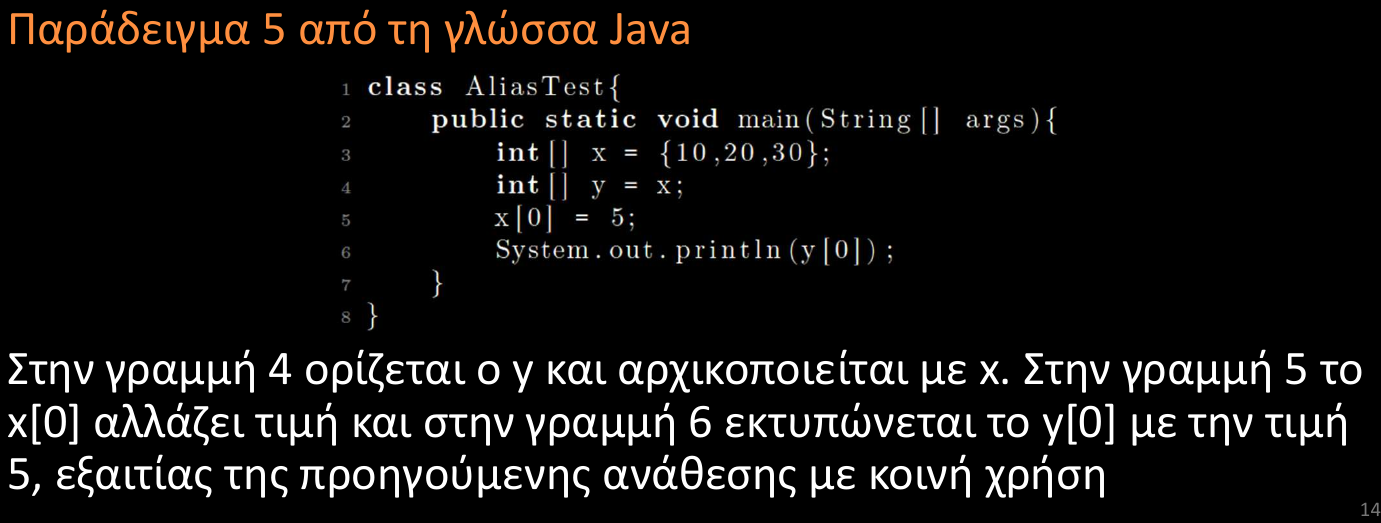 Παράδειγμα 5 από τη γλώσσα Java
1 class AliasTest{
2 public static void main(String[] args){
3 int[] x = {10,20,30};
4 int[] y = x;
5 x[0] = 5;
6 System.out.println(y[0]);
7 }
8 }
Στην γραμμή 4 ορίζεται ο y και αρχικοποιείται με x. Στην γραμμή 5 το
x[0] αλλάζει τιμή και στην γραμμή 6 εκτυπώνεται το y[0] με την τιμή
5, εξαιτίας της προηγούμενης ανάθεσης με κοινή χρήση
14